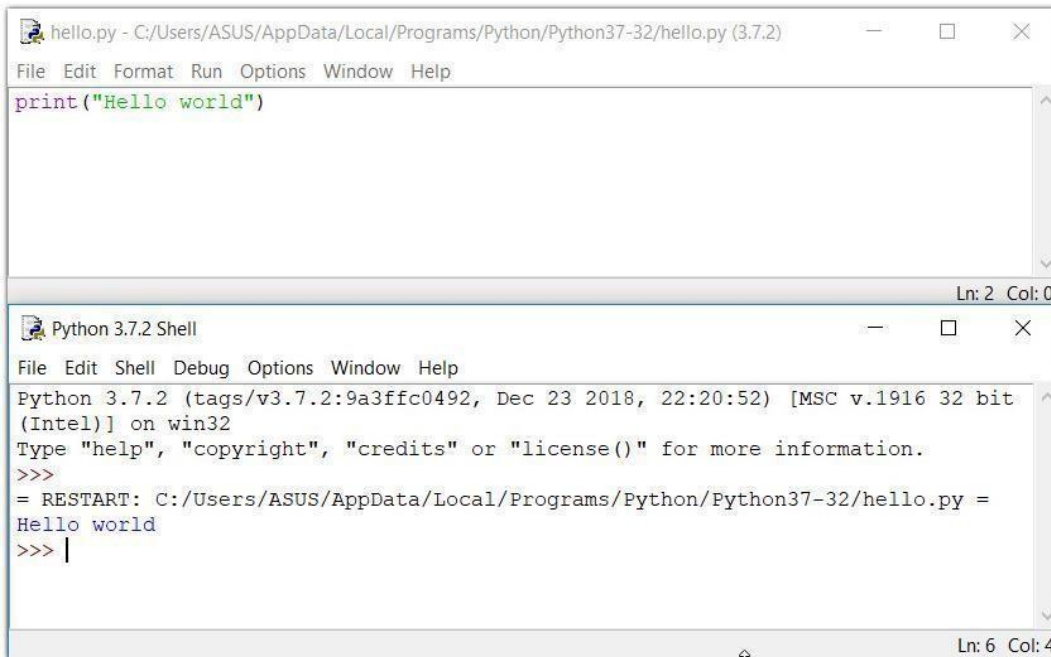 hello.py - C:/Users/ASUS/AppData/Local/Programs/Python/Python37-32/hello.py (3.7.2)
File Edit Format Run Options Window Help
print("Hello world")
Ln: 2 Col: 0
Python 3.7.2 Shell
File Edit Shell Debug Options Window Help
Python 3.7.2 (tags/v3.7.2:9a3ffc0492, Dec 23 2018, 22:20:52) [MSC v.1916 32 bit
(Intel)] on win32
Type "help", "copyright", "credits" or "license()" for more information.
>>>
= RESTART: C:/Users/ASUS/AppData/Local/Programs/Python/Python37-32/hello.py =
Hello world
>>>
Ln: 6 Col: 4